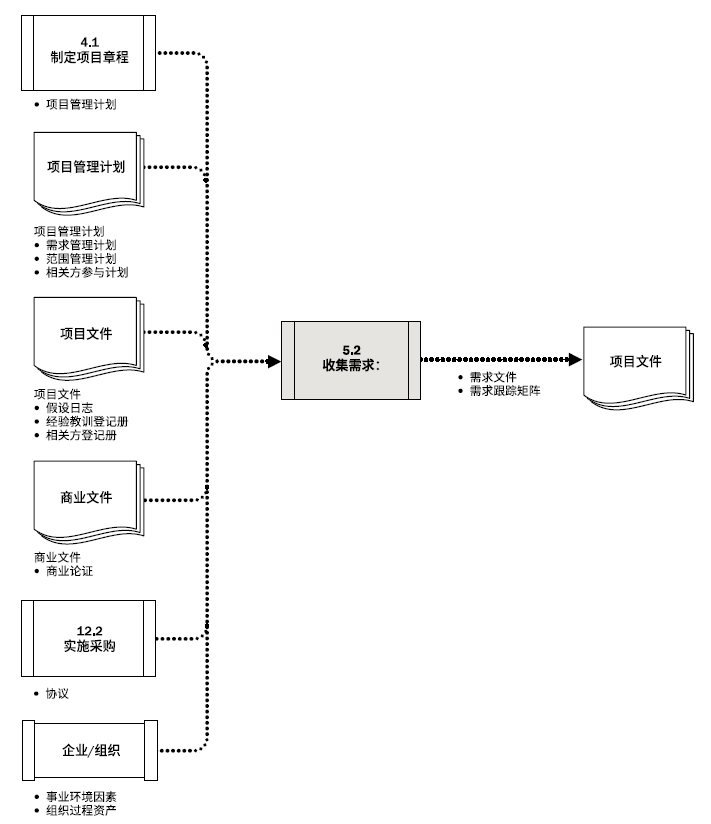 4.1
制定项目章程
• 项目管理计划
项目管理计划
项目管理计划
• 需求管理计划
• 范围管理计划
• 相关方参与计划
项目文件
项目文件
• 假设日志
• 经验教训登记册
• 相关方登记册
商业文件
商业文件
• 商业论证
12.2
实施采购
• 协议
企业/组织
• 事业环境因素
• 组织过程资产
5.2
收集需求：
• 需求文件
• 需求跟踪矩阵
项目文件